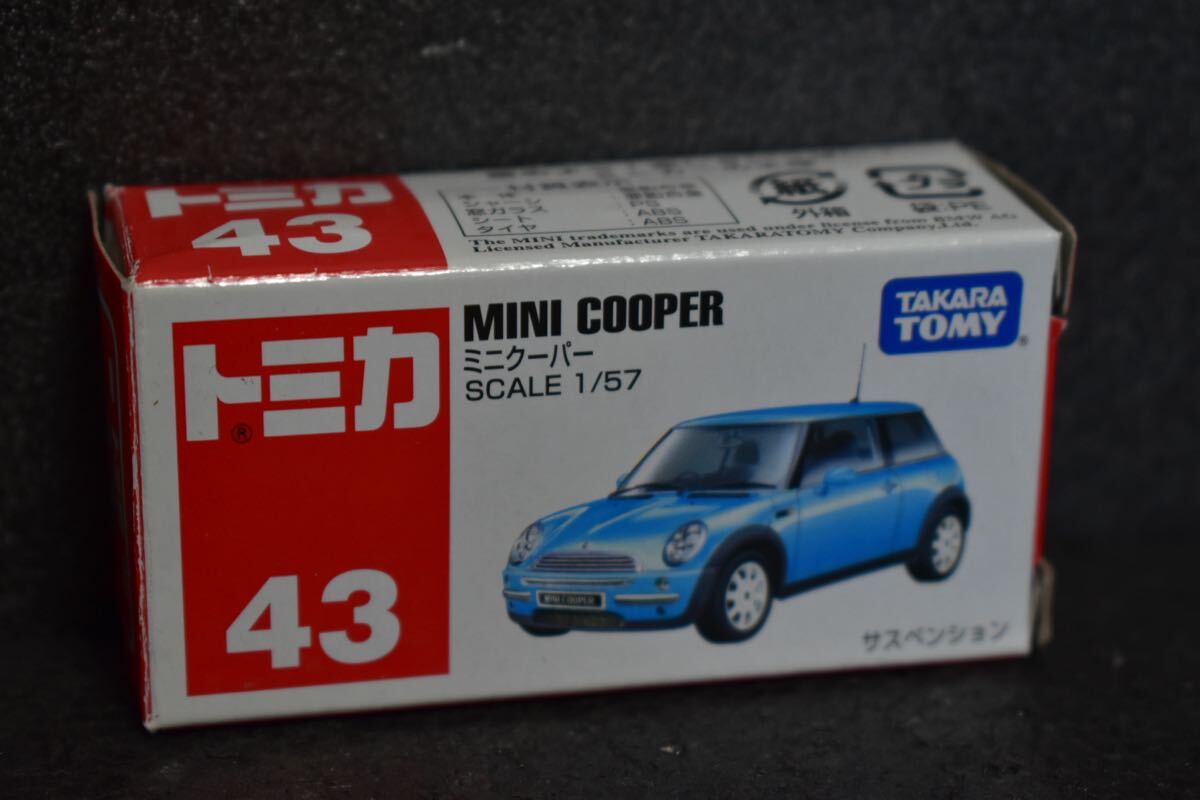 トミカ
43
シャーシ : PS
窓ガラス : ABS
シート : ABS
タイヤ
紙
外箱
プラ
袋:PE
The MINI trademarks are used under license from BMW AG
Licensed Manufacturer TAKARATOMY Company,Ltd.
トミカ®
43
MINI COOPER
ミニクーパー
SCALE 1/57
TAKARA
TOMY®
MINI COOPER
サスペンション